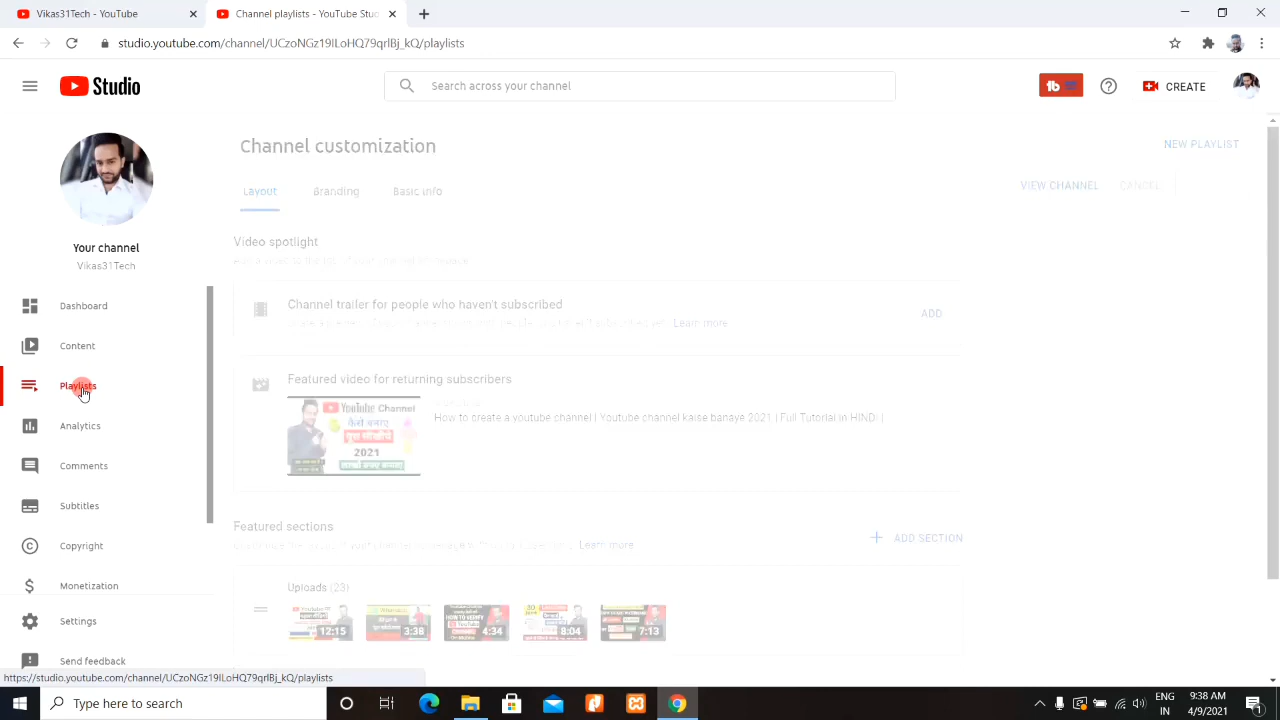 Vikas31Tech - YouTube
Channel content - YouTube Stud
studio.youtube.com/channel/UCzoNGz19ILoHQ79qrlBj_kQ/playlists
Studio
Search across your channel
CREATE
Channel customization
NEW PLAYLIST
Layout
Branding
Basic info
VIEW CHANNEL
CANCEL
Your channel
Vikas31Tech
Video spotlight
Dashboard
Channel trailer for people who haven't subscribed
Learn more
ADD
Content
Playlists
Featured video for returning subscribers
How to create a youtube channel | Youtube channel kaise banaye 2021 | Full Tutorial in HINDI |
YouTube Channel
कैसे बनाए
2021
Analytics
Comments
Subtitles
Featured sections
Learn more
ADD SECTION
Copyright
Monetization
Uploads (23)
12:15
3:38
4:34
8:04
7:13
Settings
Send feedback
https://studio.youtube.com/channel/UCzoNGz19ILoHQ79qrlBj_kQ/playlists
Type here to search
ENG
IN
9:38 AM
4/9/2021